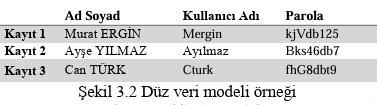 Ad Soyad Kullanıcı Adı Parola
Kayıt 1 Murat ERGİN Mergin kjVdb125
Kayıt 2 Ayşe YILMAZ Ayılmaz Bks46db7
Kayıt 3 Can TÜRK Cturk fhG8dbt9
Şekil 3.2 Düz veri modeli örneği